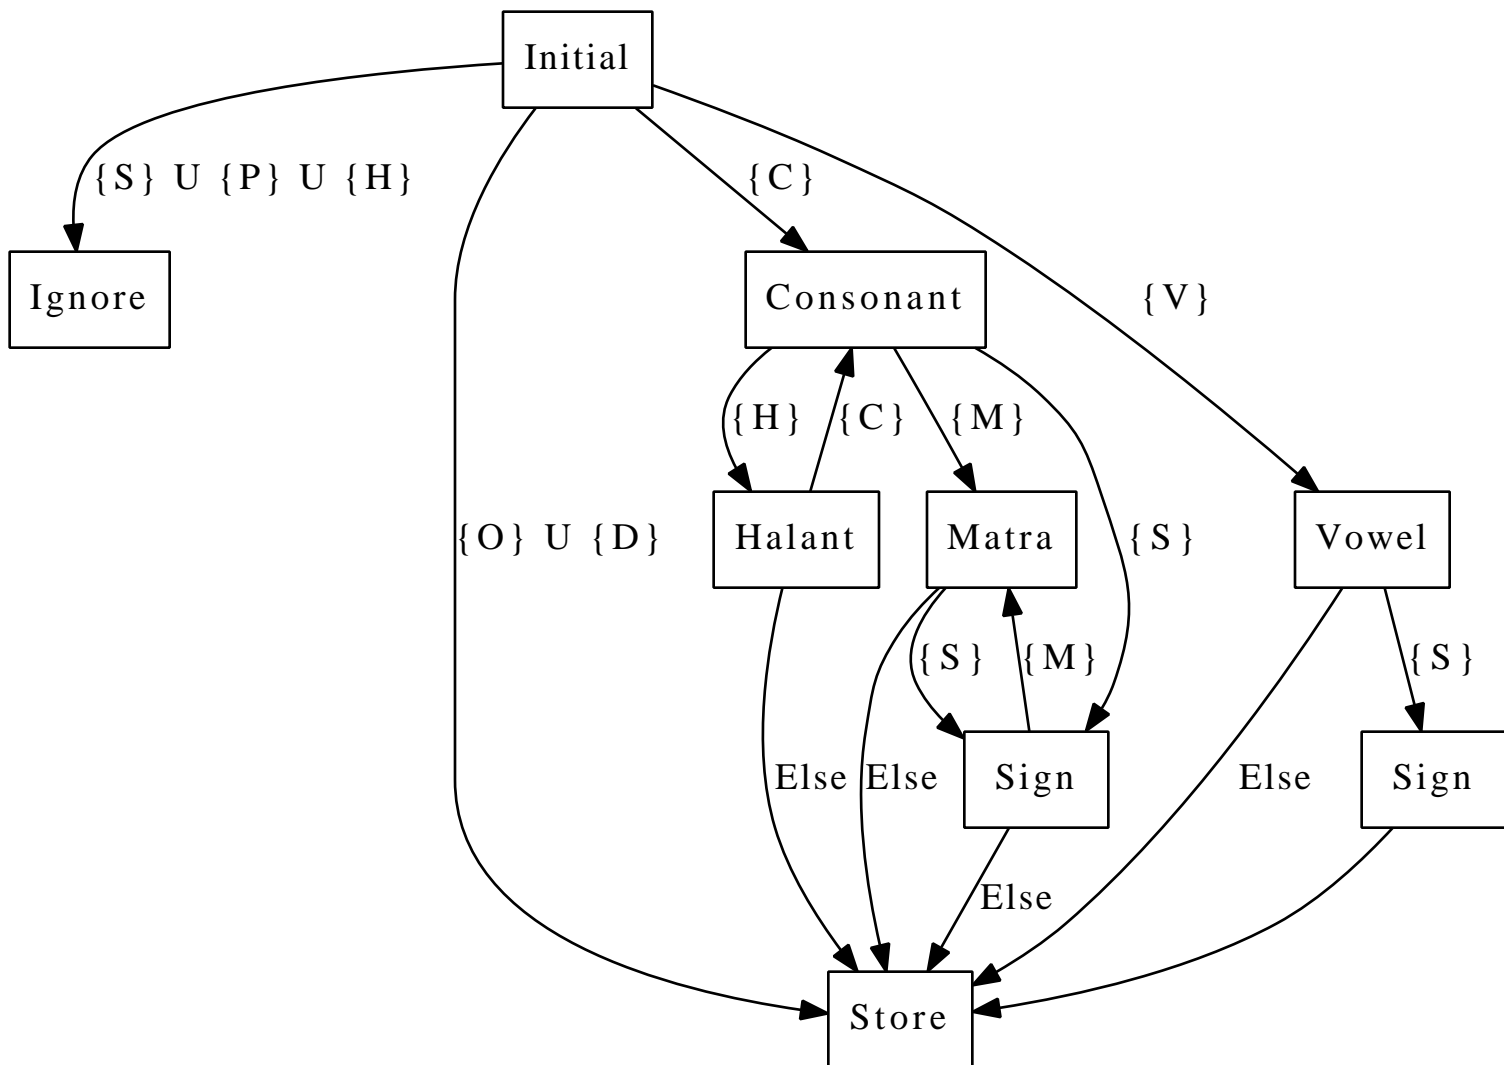 Initial
{S} U {P} U {H}
{C}
Ignore
Consonant
{V}
{H}
{C}
{M}
{O} U {D}
Halant
Matra
{S}
Vowel
{S}
{M}
{S}
Else
Else
Sign
Else
Sign
Else
Store